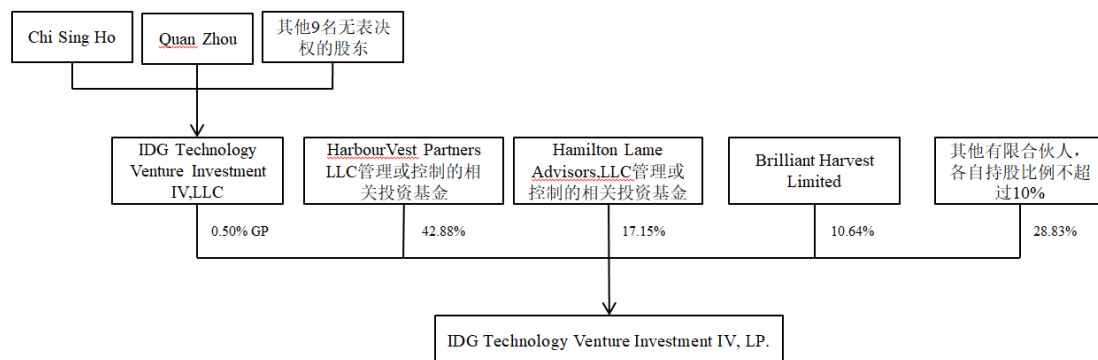 Chi Sing Ho
Quan Zhou
其他9名无表决
权的股东
IDG Technology
Venture Investment
IV,LLC
HarbourVest Partners
LLC管理或控制的相
关投资基金
Hamilton Lame
Advisors,LLC管理或
控制的相关投资基金
Brilliant Harvest
Limited
其他有限合伙人，
各自持股比例不超
过10%
0.50% GP
42.88%
17.15%
10.64%
28.83%
IDG Technology Venture Investment IV, LP.